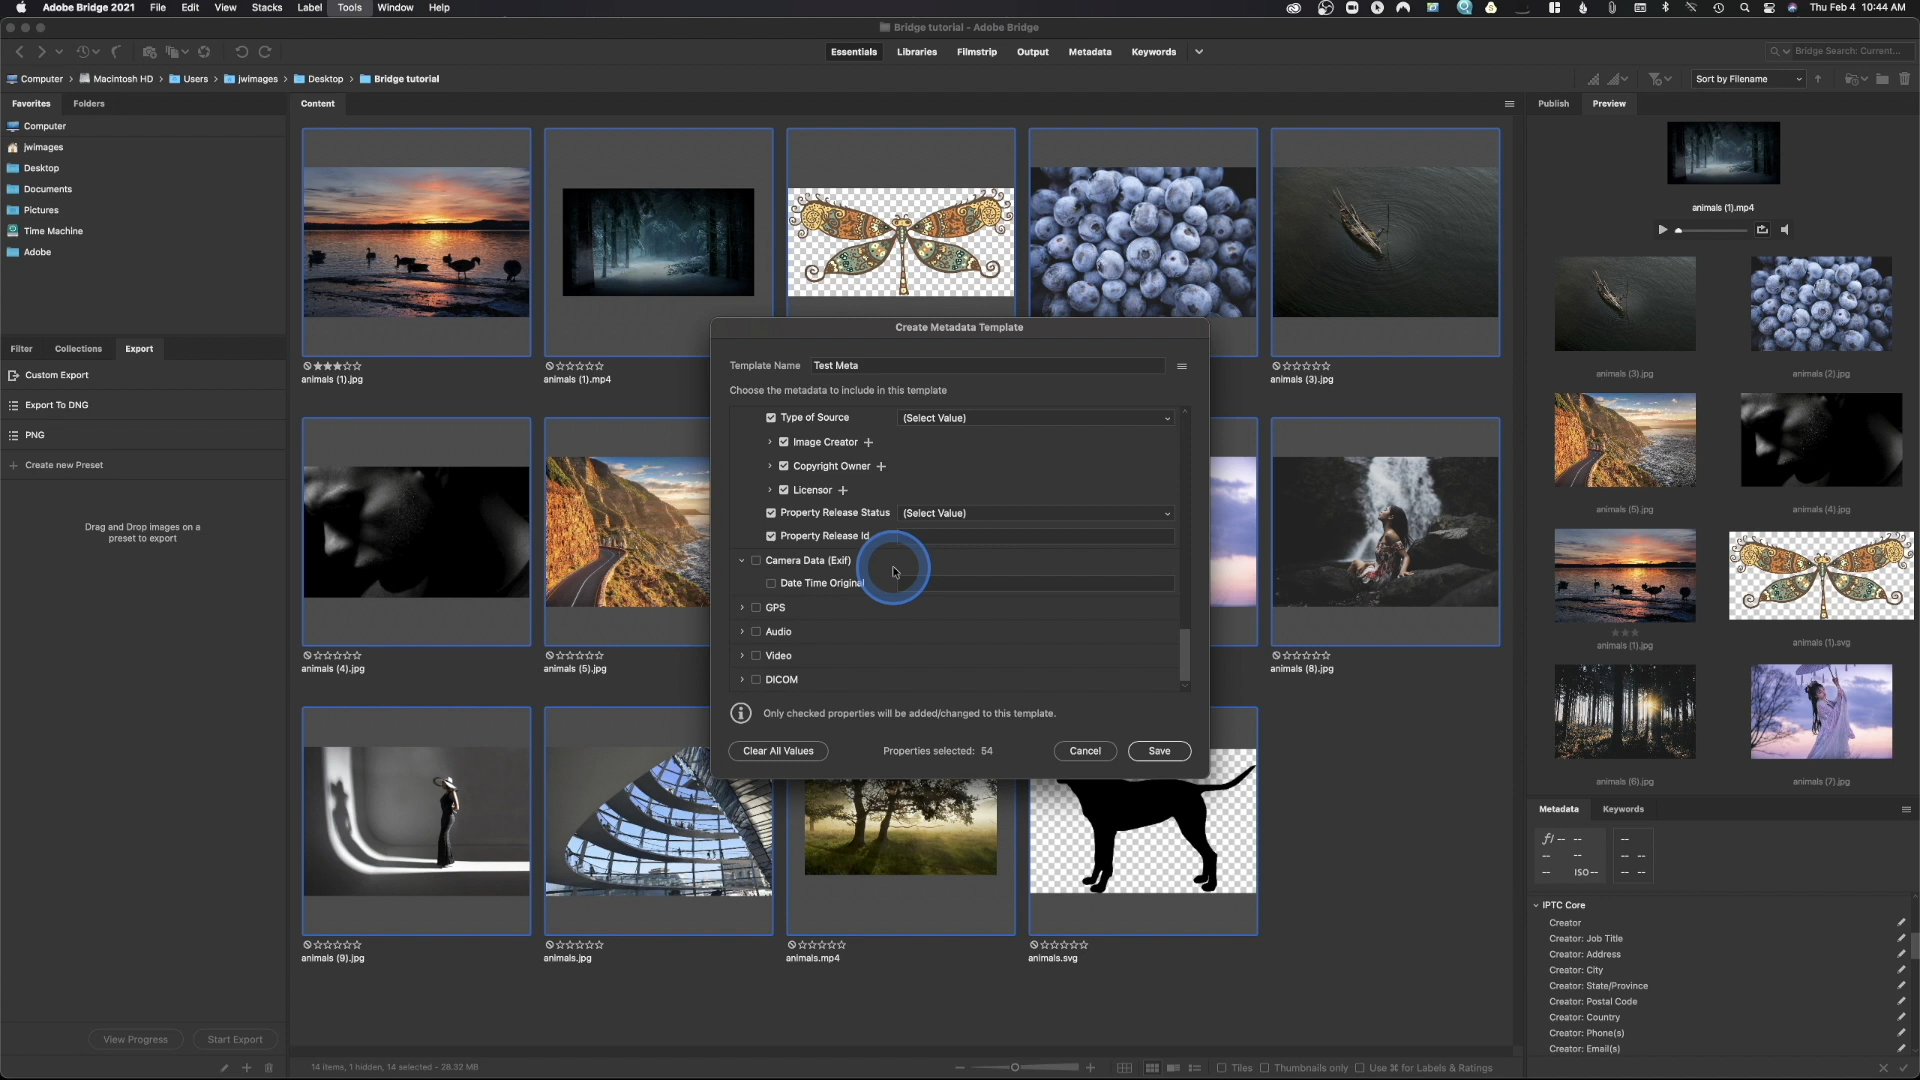 Adobe Bridge 2021 File Edit View Stacks Label Tools Window Help
Thu Feb 4 10:44 AM
Bridge tutorial - Adobe Bridge
Essentials Libraries Filmstrip Output Metadata Keywords
Bridge Search: Current...
Computer Macintosh HD Users jwimages Desktop Bridge tutorial
Sort by Filename
Favorites Folders
Computer
jwimages
Desktop
Documents
Pictures
Time Machine
Adobe
Filter Collections Export
Custom Export
Export To DNG
PNG
Create new Preset
Drag and Drop images on a
preset to export
View Progress Start Export
Content
animals (1).jpg
animals (1).mp4
animals (3).jpg
animals (4).jpg
animals (5).jpg
animals (8).jpg
animals (9).jpg
animals.jpg
animals.mp4
animals.svg
Create Metadata Template
Template Name Test Meta
Choose the metadata to include in this template
Type of Source (Select Value)
Image Creator
Copyright Owner
Licensor
Property Release Status (Select Value)
Property Release Id
Camera Data (Exif)
Date Time Original
GPS
Audio
Video
DICOM
Only checked properties will be added/changed to this template.
Clear All Values Properties selected: 54 Cancel Save
14 items, 1 hidden, 14 selected - 28.32 MB
Tiles Thumbnails only Use ⌘ for Labels & Ratings
Publish Preview
animals (1).mp4
animals (3).jpg animals (2).jpg
animals (5).jpg animals (4).jpg
animals (1).jpg animals (1).svg
animals (6).jpg animals (7).jpg
Metadata Keywords
f/ -- -- --
-- -- -- --
-- ISO-- -- --
IPTC Core
Creator
Creator: Job Title
Creator: Address
Creator: City
Creator: State/Province
Creator: Postal Code
Creator: Country
Creator: Phone(s)
Creator: Email(s)